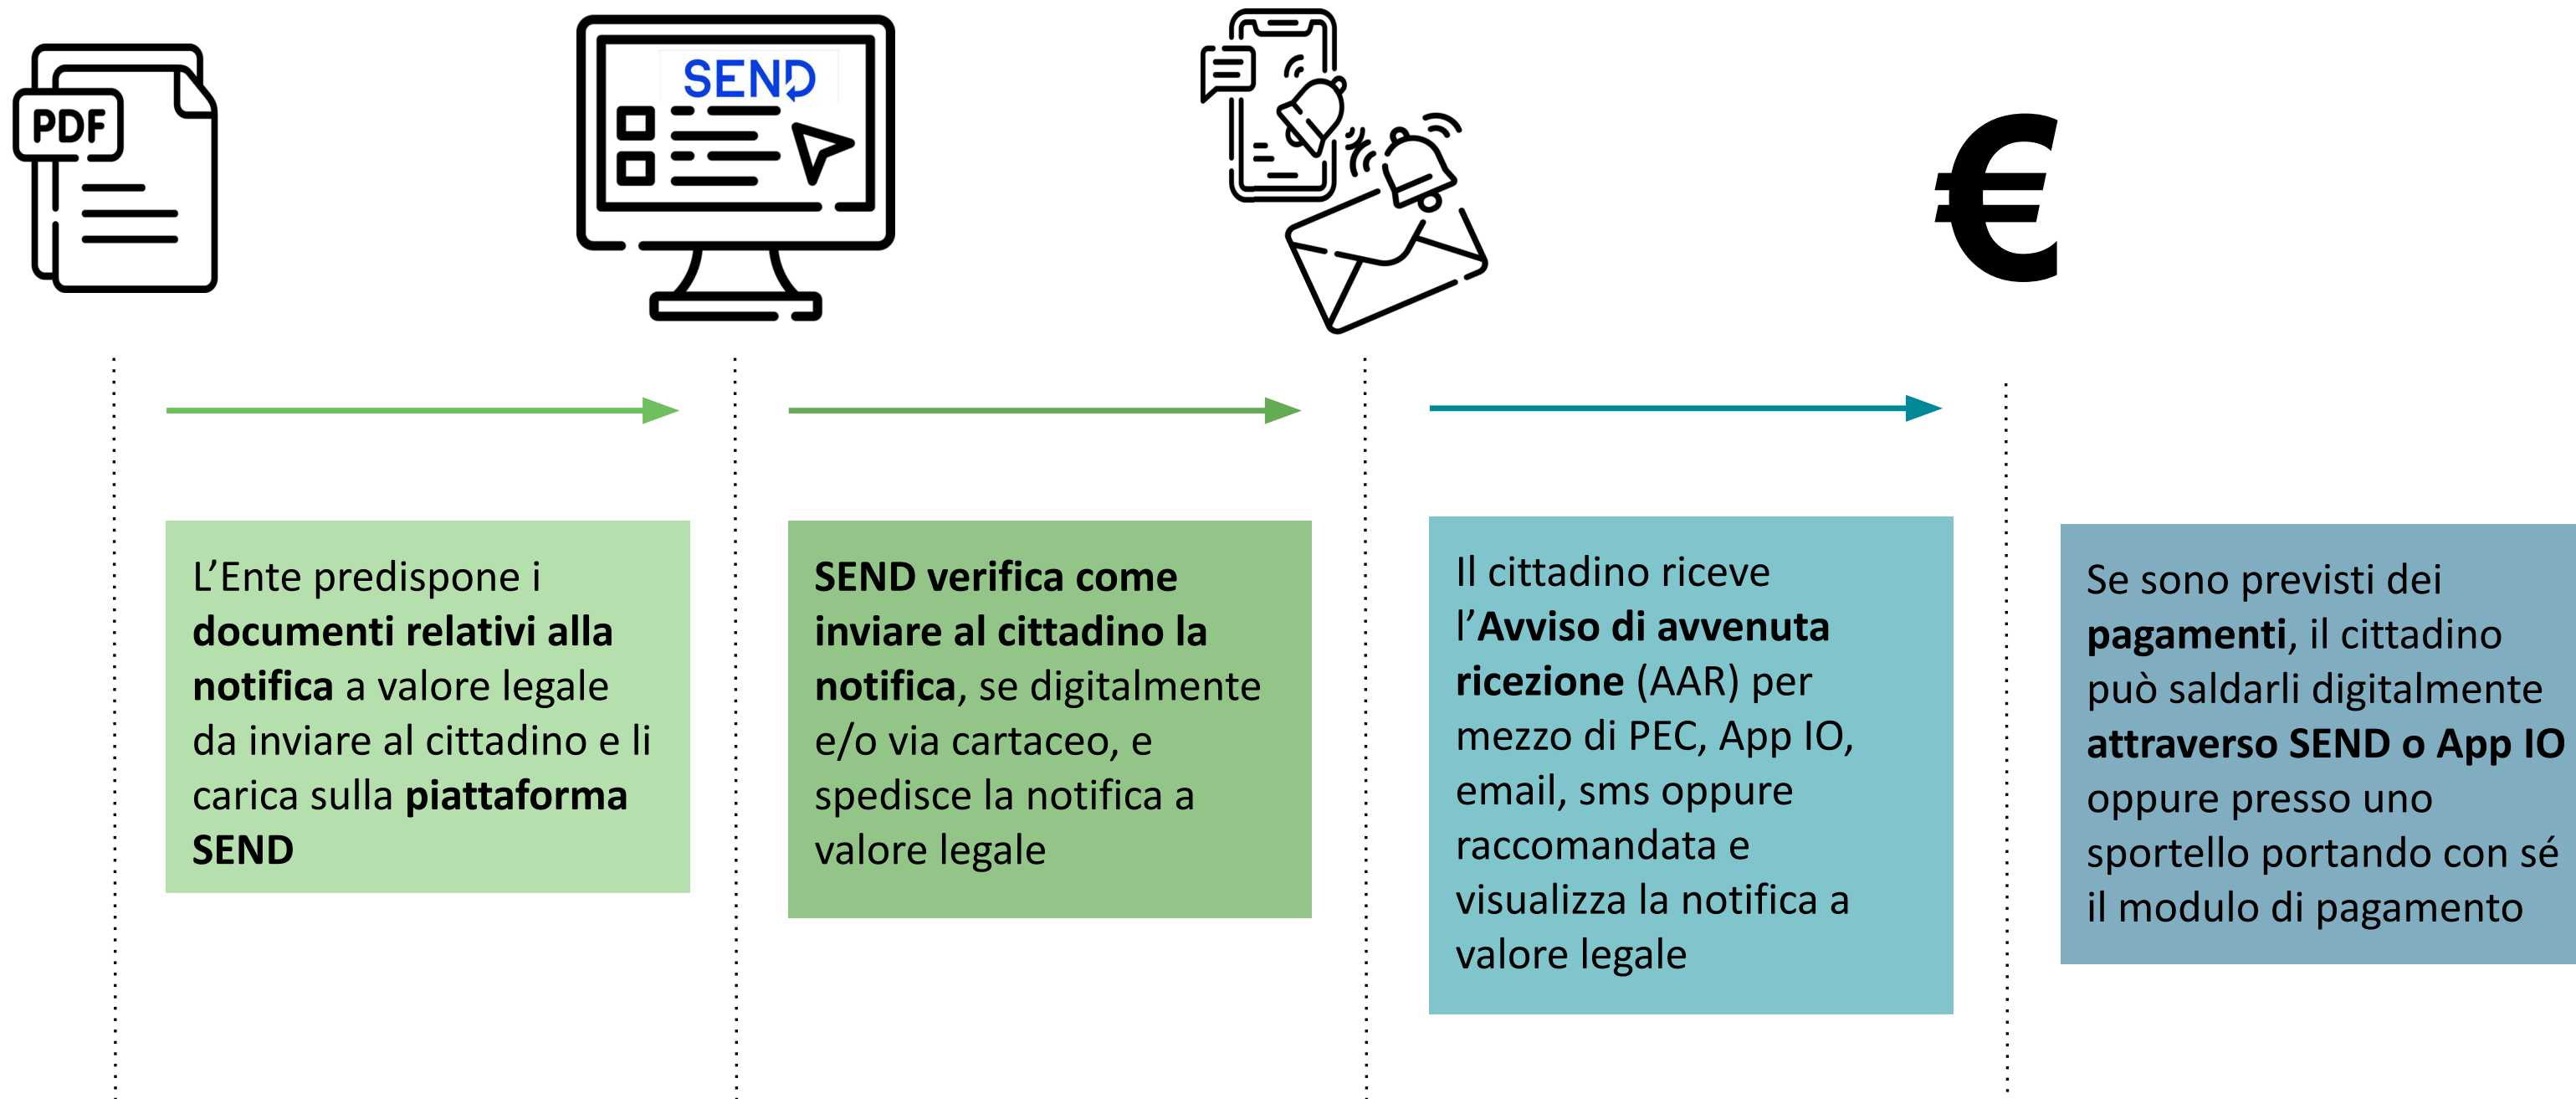 PDF
SEND
L’Ente predispone i
documenti relativi alla
notifica a valore legale
da inviare al cittadino e li
carica sulla piattaforma
SEND
SEND verifica come
inviare al cittadino la
notifica, se digitalmente
e/o via cartaceo, e
spedisce la notifica a
valore legale
Il cittadino riceve
l’Avviso di avvenuta
ricezione (AAR) per
mezzo di PEC, App IO,
email, sms oppure
raccomandata e
visualizza la notifica a
valore legale
€
Se sono previsti dei
pagamenti, il cittadino
può saldarli digitalmente
attraverso SEND o App IO
oppure presso uno
sportello portando con sé
il modulo di pagamento